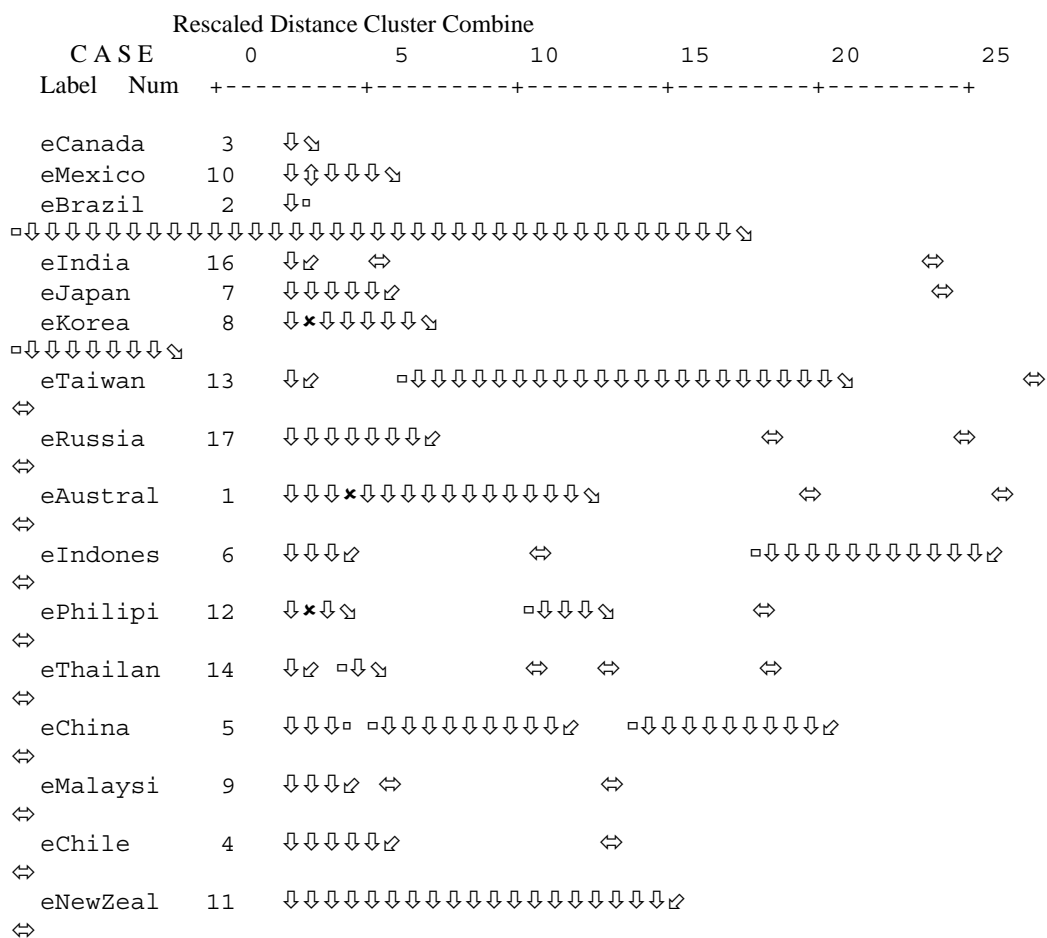 Rescaled Distance Cluster Combine
C A S E 0 5 10 15 20 25
Label Num +---------+---------+---------+---------+---------+
eCanada 3 ⇩⬂
eMexico 10 ⇩⇕⇩⇩⇩⬂
eBrazil 2 ⇩▫
▫⇩⇩⇩⇩⇩⇩⇩⇩⇩⇩⇩⇩⇩⇩⇩⇩⇩⇩⇩⇩⇩⇩⇩⇩⇩⇩⇩⇩⇩⇩⇩⇩⇩⇩⇩⬂
eIndia 16 ⇩⬃ ⬄ ⬄
eJapan 7 ⇩⇩⇩⇩⇩⬃ ⬄
eKorea 8 ⇩×⇩⇩⇩⇩⇩⬂
▫⇩⇩⇩⇩⇩⇩⇩⬂
eTaiwan 13 ⇩⬃ ▫⇩⇩⇩⇩⇩⇩⇩⇩⇩⇩⇩⇩⇩⇩⇩⇩⇩⇩⇩⇩⇩⬂ ⬄
⬄
eRussia 17 ⇩⇩⇩⇩⇩⇩⇩⬃ ⬄ ⬄
⬄
eAustral 1 ⇩⇩⇩×⇩⇩⇩⇩⇩⇩⇩⇩⇩⇩⇩⬂ ⬄ ⬄
⬄
eIndones 6 ⇩⇩⇩⬃ ⬄ ▫⇩⇩⇩⇩⇩⇩⇩⇩⇩⇩⇩⬃
⬄
ePhilipi 12 ⇩×⇩⬂ ▫⇩⇩⇩⬂ ⬄
⬄
eThailan 14 ⇩⬃ ▫⇩⬂ ⬄ ⬄ ⬄
⬄
eChina 5 ⇩⇩⇩▫ ▫⇩⇩⇩⇩⇩⇩⇩⇩⇩⬃ ▫⇩⇩⇩⇩⇩⇩⇩⇩⇩⬃
⬄
eMalaysi 9 ⇩⇩⇩⬃ ⬄ ⬄
⬄
eChile 4 ⇩⇩⇩⇩⇩⬃ ⬄
⬄
eNewZeal 11 ⇩⇩⇩⇩⇩⇩⇩⇩⇩⇩⇩⇩⇩⇩⇩⇩⇩⇩⇩⬃
⬄